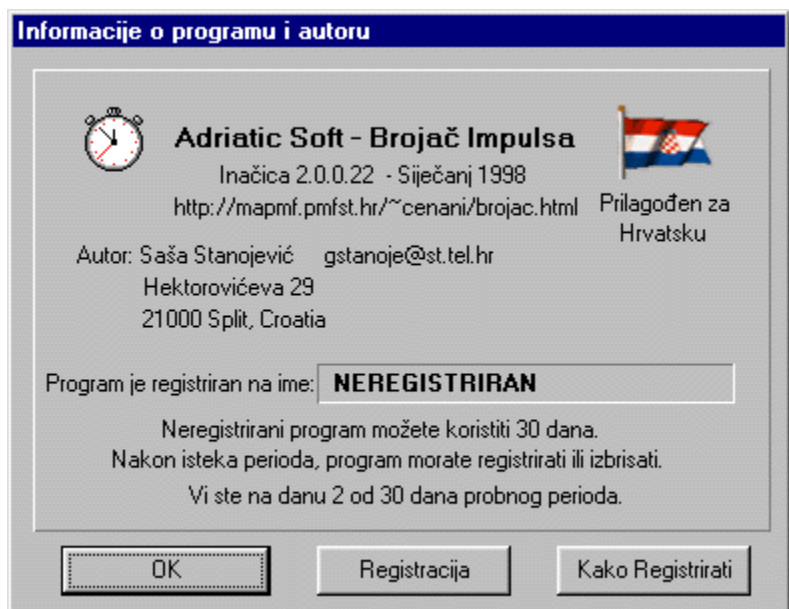 Informacije o programu i autoru
Adriatic Soft - Brojač Impulsa
Inačica 2.0.0.22 - Siječanj 1998
http://mapmf.pmfst.hr/~cenani/brojac.html
Prilagođen za
Hrvatsku
Autor: Saša Stanojević gstanoje@st.tel.hr
Hektorovićeva 29
21000 Split, Croatia
Program je registriran na ime: NEREGISTRIRAN
Neregistrirani program možete koristiti 30 dana.
Nakon isteka perioda, program morate registrirati ili izbrisati.
Vi ste na danu 2 od 30 dana probnog perioda.
OK Registracija Kako Registrirati